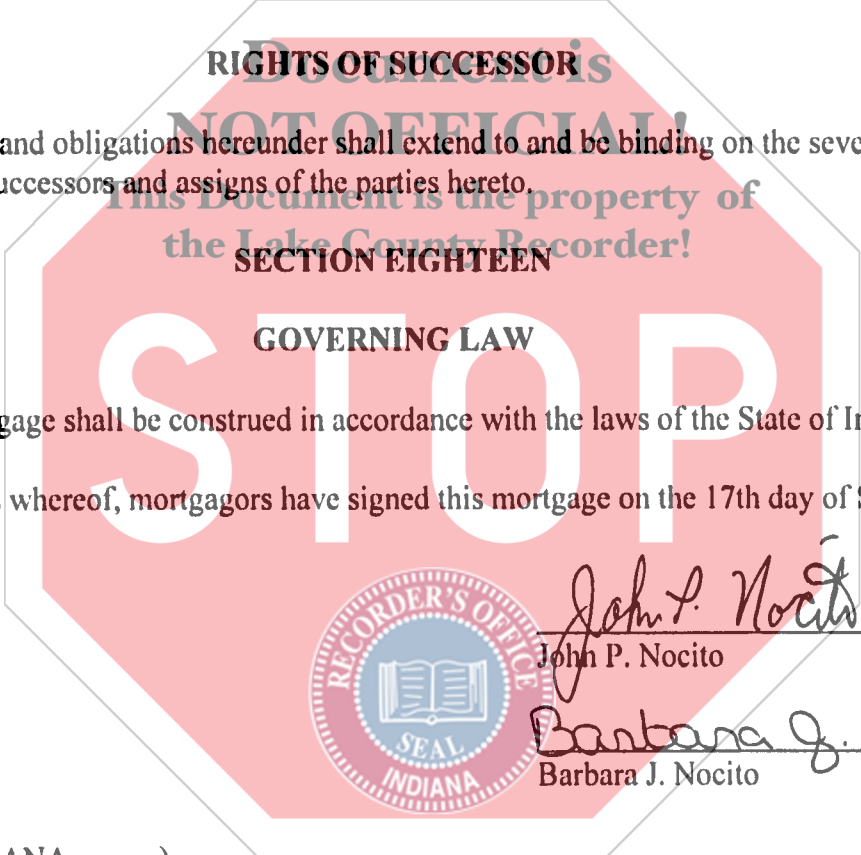 Document is
RIGHTS OF SUCCESSOR
NOT OFFICIAL!
and obligations hereunder shall extend to and be binding on the seve
uccessors and assigns of the parties hereto.
This Document is the property of
the Lake County Recorder!
SECTION EIGHTEEN
GOVERNING LAW
STOP
gage shall be construed in accordance with the laws of the State of In
s whereof, mortgagors have signed this mortgage on the 17th day of S
John P. Nocito
John P. Nocito
Barbara J.
Barbara J. Nocito
RECORDER'S OFFICE
SEAL
INDIANA
ANA )